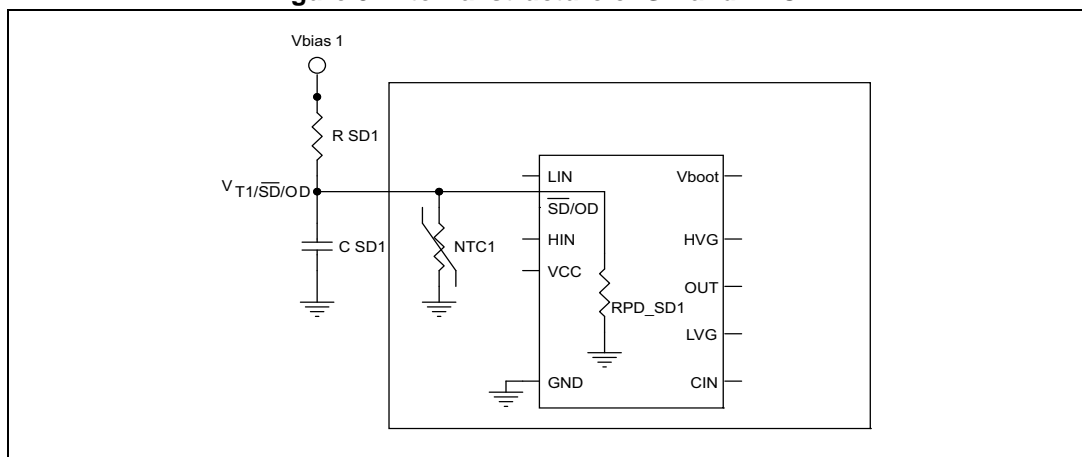 Vbias 1
R SD1
V T1/SD/OD
C SD1
NTC1
LIN
SD/OD
HIN
VCC
GND
RPD_SD1
Vboot
HVG
OUT
LVG
CIN